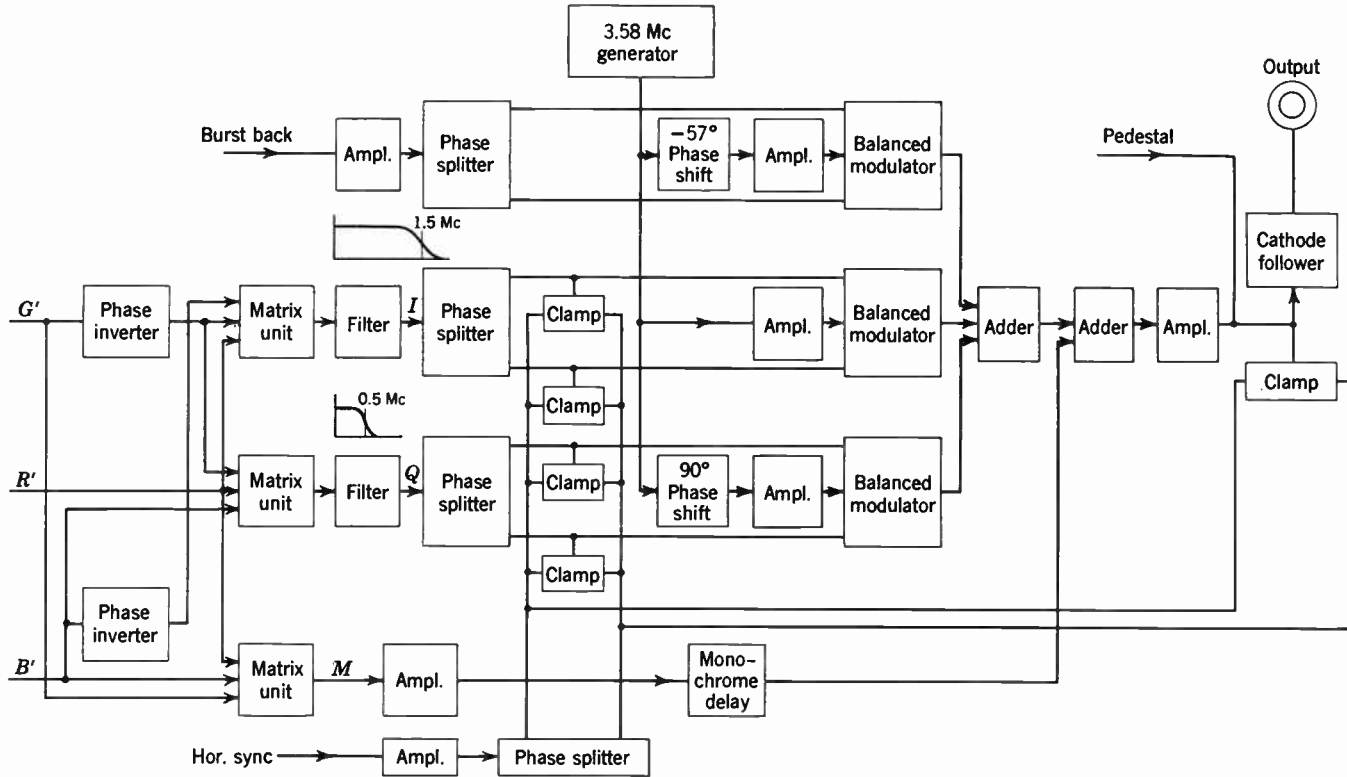 3.58 Mc
generator
Output
Burst back
Ampl.
Phase
splitter
−57°
Phase
shift
Ampl.
Balanced
modulator
Pedestal
1.5 Mc
Cathode
follower
G'
Phase
inverter
Matrix
unit
Filter
I
Phase
splitter
Clamp
Ampl.
Balanced
modulator
Adder
Adder
Ampl.
Clamp
Clamp
0.5 Mc
R'
Matrix
unit
Filter
Q
Phase
splitter
Clamp
90°
Phase
shift
Ampl.
Balanced
modulator
Clamp
Phase
inverter
B'
Matrix
unit
M
Ampl.
Mono-
chrome
delay
Hor. sync
Ampl.
Phase splitter